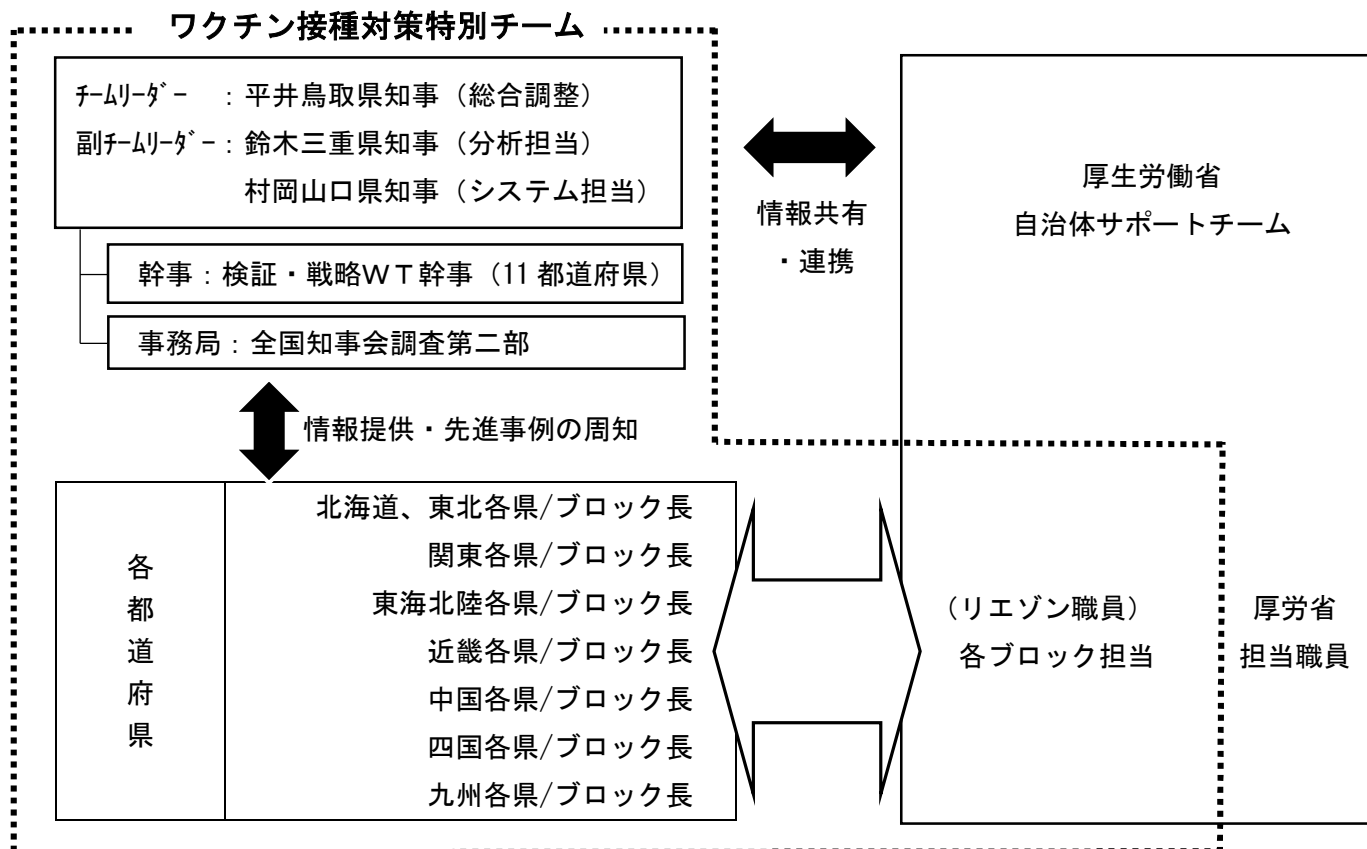 ワクチン接種対策特別チーム
ﾁｰﾑﾘｰﾀﾞｰ ：平井鳥取県知事（総合調整）
副ﾁｰﾑﾘｰﾀﾞｰ：鈴木三重県知事（分析担当）
村岡山口県知事（システム担当）
幹事：検証・戦略ＷＴ幹事（11 都道府県）
事務局：全国知事会調査第二部
情報共有
・連携
厚生労働省
自治体サポートチーム
情報提供・先進事例の周知
各
都
道
府
県
北海道、東北各県/ブロック長
関東各県/ブロック長
東海北陸各県/ブロック長
近畿各県/ブロック長
中国各県/ブロック長
四国各県/ブロック長
九州各県/ブロック長
（リエゾン職員）
各ブロック担当
厚労省
担当職員